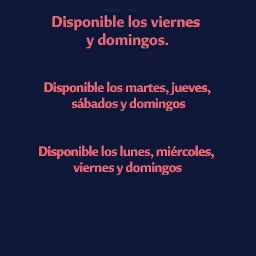 Disponible los viernes
y domingos.
Disponible los martes, jueves,
sábados y domingos
Disponible los lunes, miércoles,
viernes y domingos